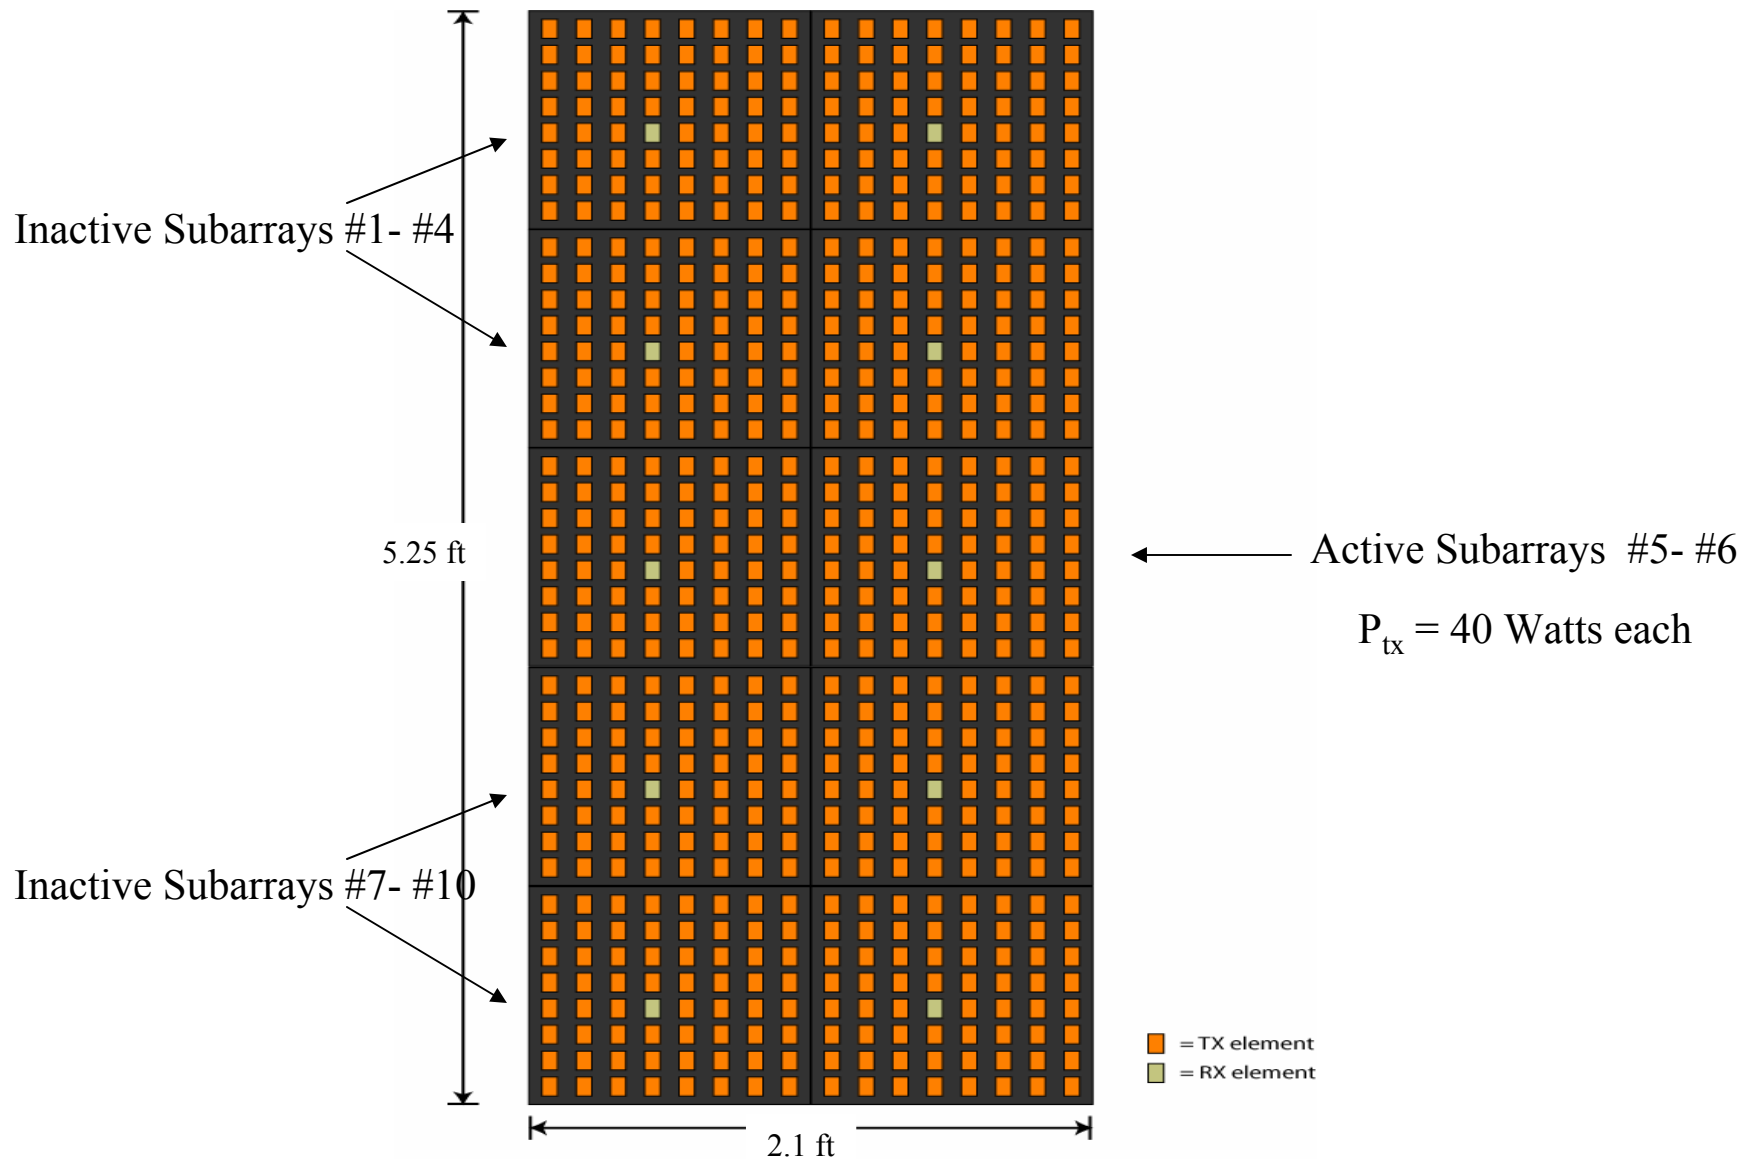 Inactive Subarrays #1- #4
5.25 ft
Active Subarrays #5- #6
Ptx = 40 Watts each
Inactive Subarrays #7- #10
= TX element
= RX element
2.1 ft